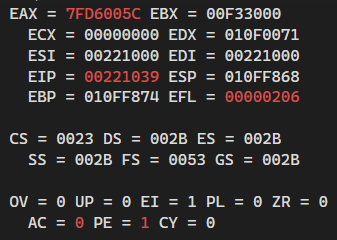 EAX = 7FD6005C EBX = 00F33000
ECX = 00000000 EDX = 010F0071
ESI = 00221000 EDI = 00221000
EIP = 00221039 ESP = 010FF868
EBP = 010FF874 EFL = 00000206
CS = 0023 DS = 002B ES = 002B
SS = 002B FS = 0053 GS = 002B
OV = 0 UP = 0 EI = 1 PL = 0 ZR = 0
AC = 0 PE = 1 CY = 0